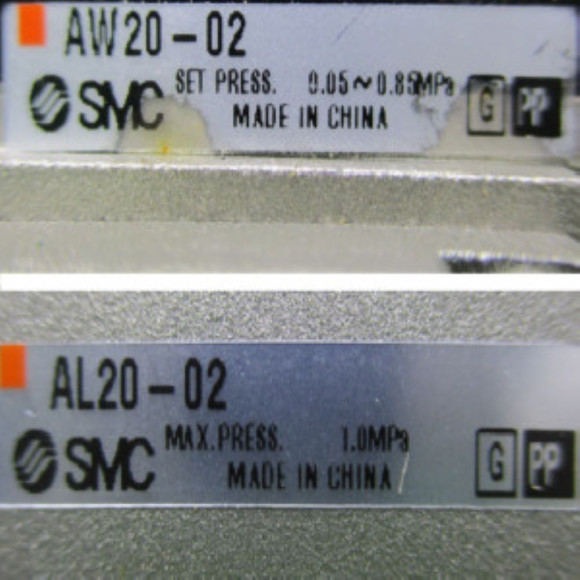 AW20-02
SMC SET PRESS. 0.05~0.85MPa G PP
MADE IN CHINA
AL20-02
SMC MAX.PRESS. 1.0MPa G PP
MADE IN CHINA